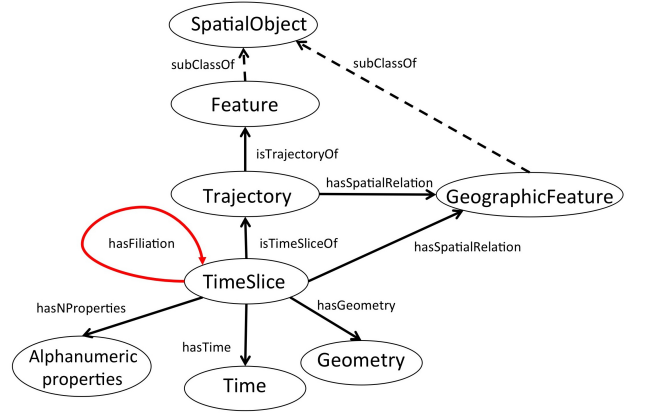 SpatialObject
subClassOf
subClassOf
Feature
isTrajectoryOf
hasSpatialRelation
Trajectory
GeographicFeature
hasFiliation
isTimeSliceOf
hasSpatialRelation
TimeSlice
hasNProperties
hasGeometry
hasTime
Alphanumeric
properties
Geometry
Time